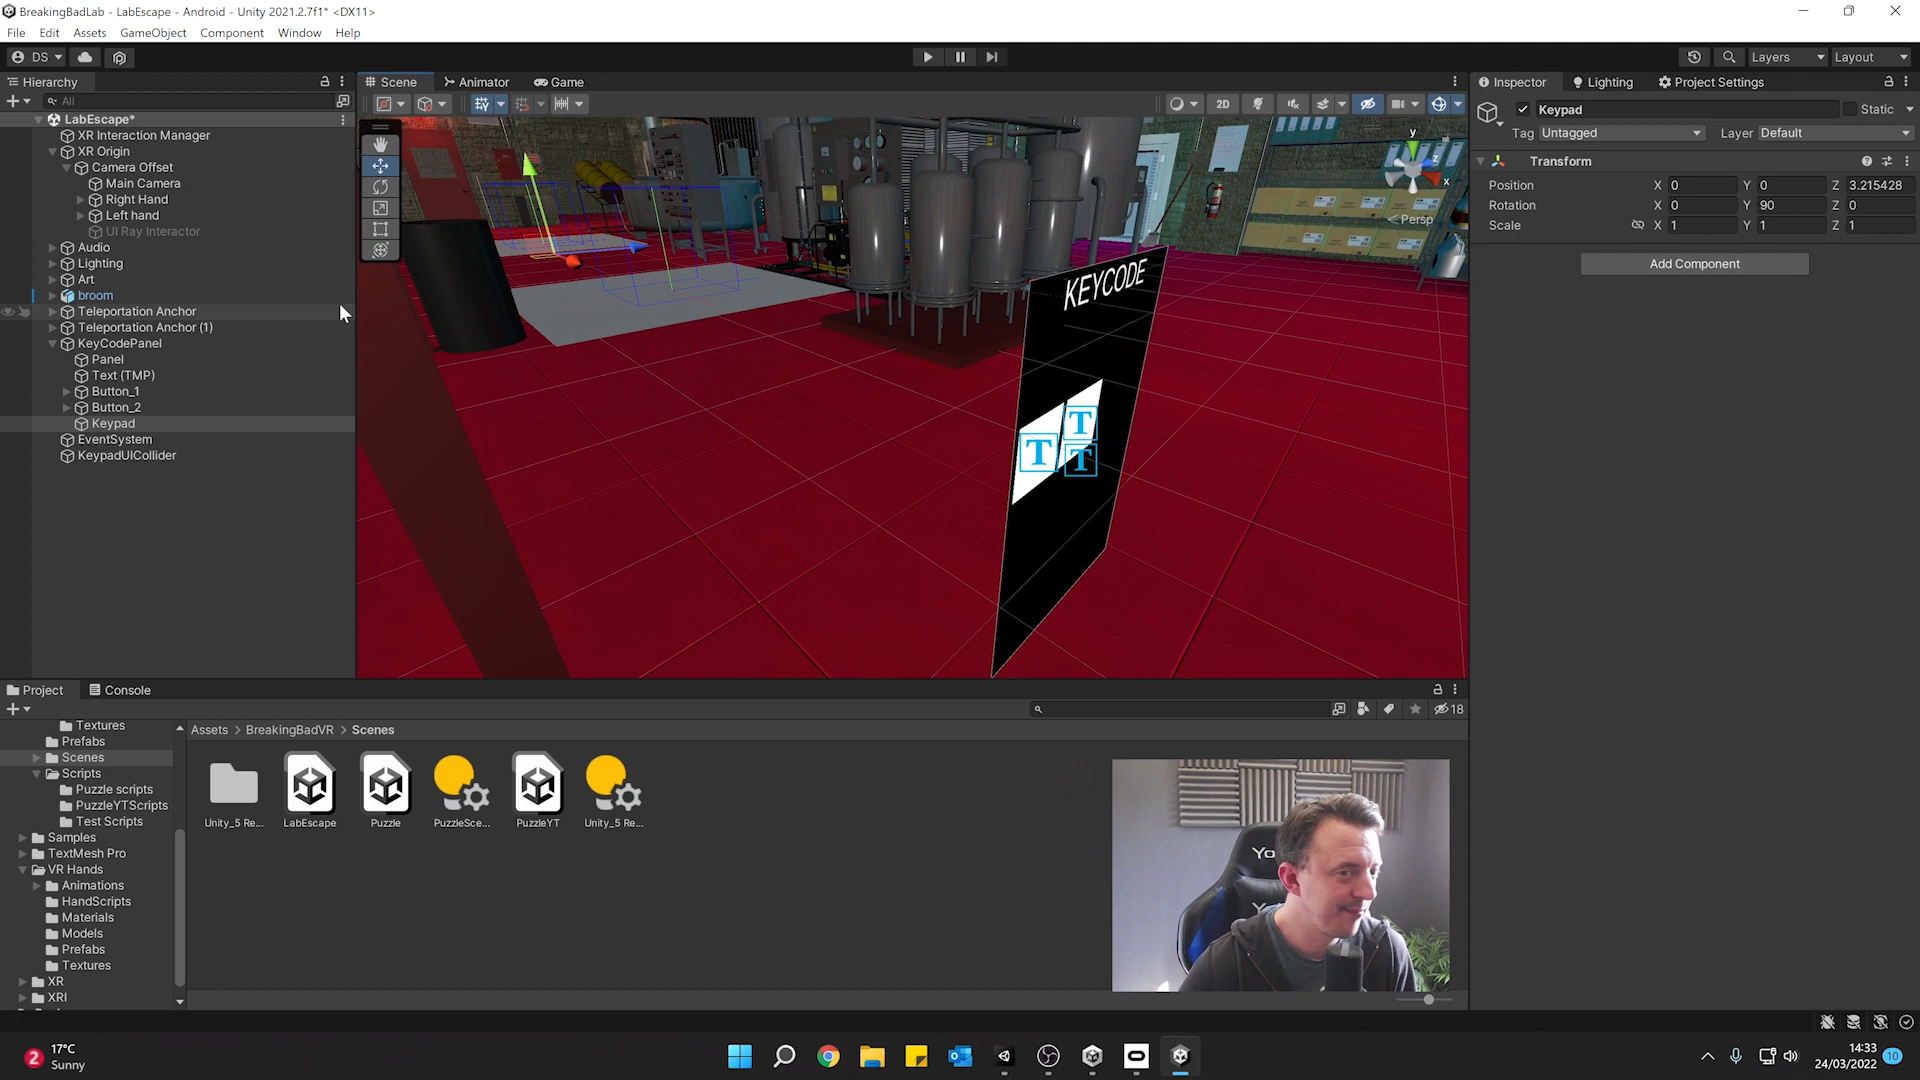 BreakingBadLab - LabEscape - Android - Unity 2021.2.7f1* <DX11>
File Edit Assets GameObject Component Window Help
DS
Layers Layout
Hierarchy
All
LabEscape*
XR Interaction Manager
XR Origin
Camera Offset
Main Camera
Right Hand
Left hand
UI Ray Interactor
Audio
Lighting
Art
broom
Teleportation Anchor
Teleportation Anchor (1)
KeyCodePanel
Panel
Text (TMP)
Button_1
Button_2
Keypad
EventSystem
KeypadUICollider
Scene Animator Game
2D
y
z
x
< Persp
KEYCODE
T T
T
Inspector Lighting Project Settings
Keypad Static
Tag Untagged Layer Default
Transform
Position X 0 Y 0 Z 3.215428
Rotation X 0 Y 90 Z 0
Scale X 1 Y 1 Z 1
Add Component
Project Console
18
Textures
Prefabs
Scenes
Scripts
Puzzle scripts
PuzzleYTScripts
Test Scripts
Samples
TextMesh Pro
VR Hands
Animations
HandScripts
Materials
Models
Prefabs
Textures
XR
XRI
Assets > BreakingBadVR > Scenes
Unity_5 Re... LabEscape Puzzle PuzzleSce... PuzzleYT Unity_5 Re...
Yo
2
17°C
Sunny
14:33
24/03/2022
10